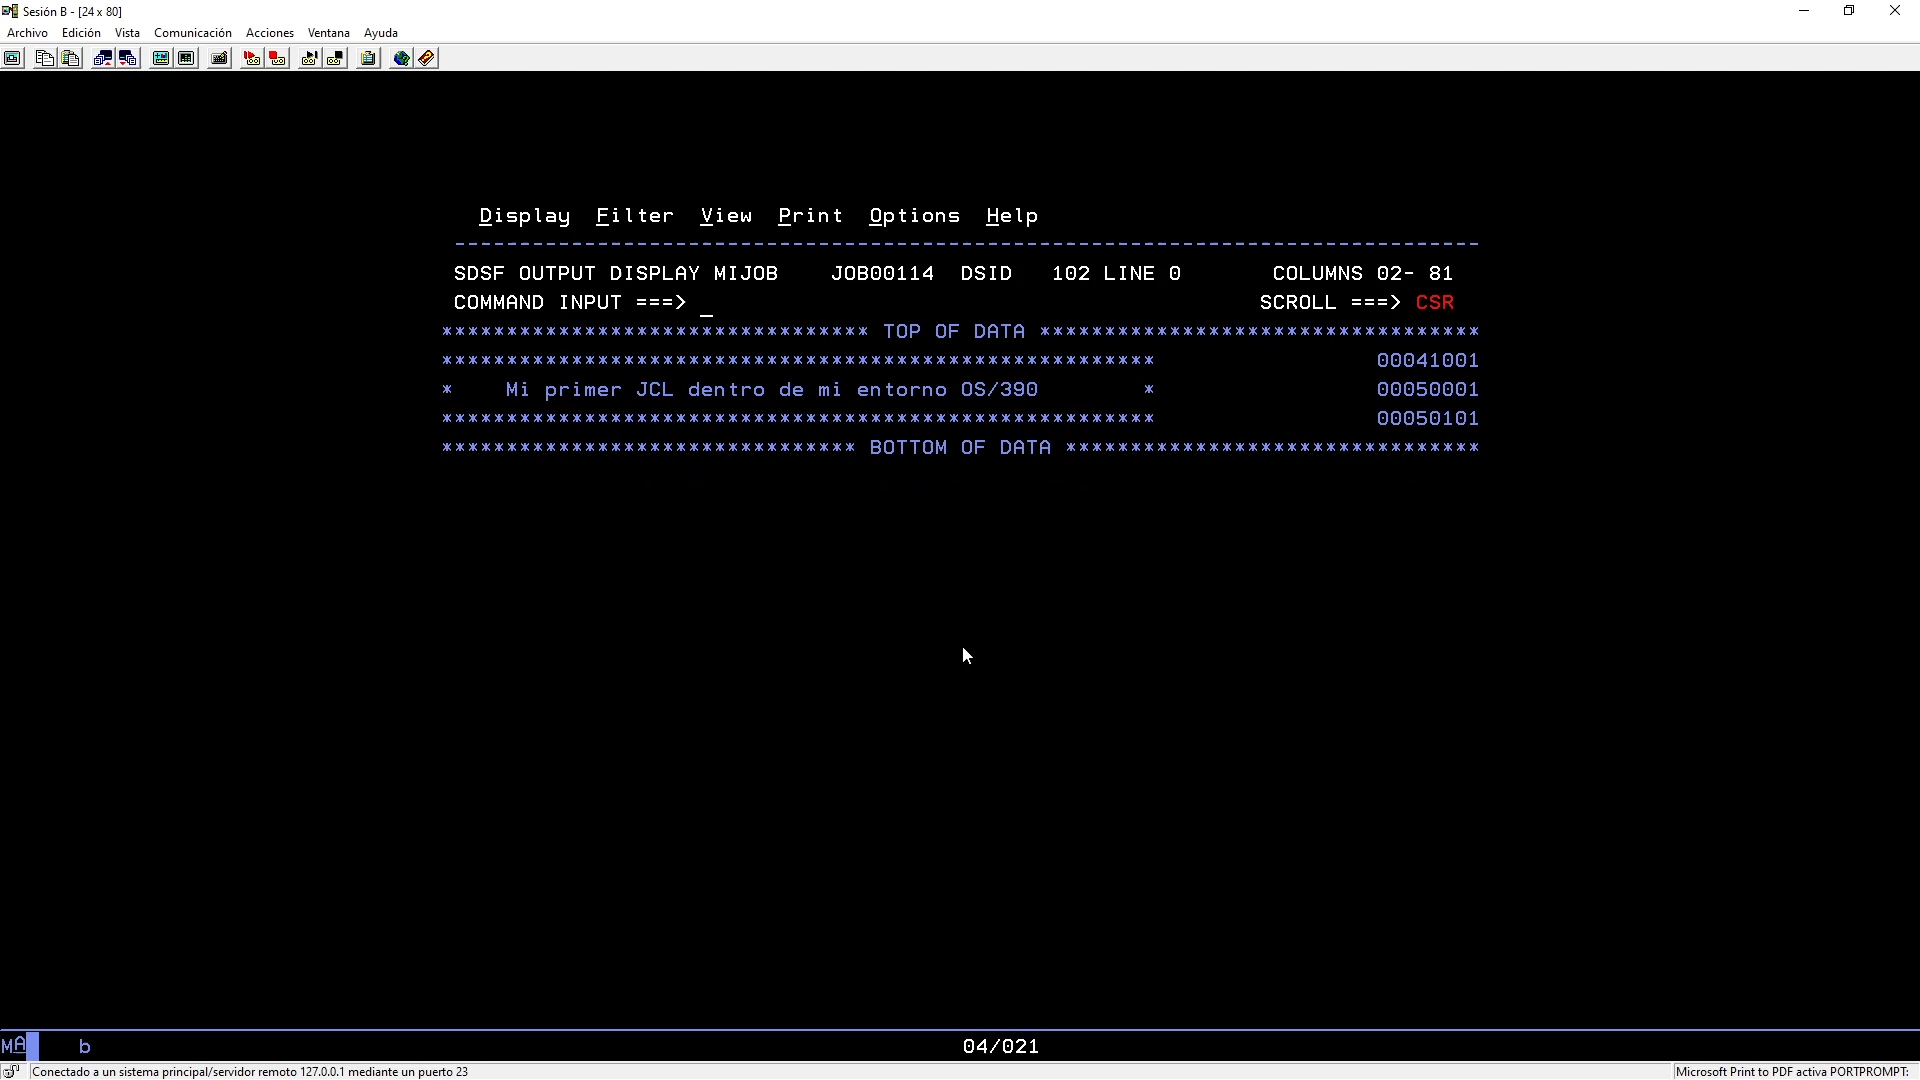 Sesión B - [24 x 80]
Archivo Edición Vista Comunicación Acciones Ventana Ayuda
Display Filter View Print Options Help
-------------------------------------------------------------------------------
SDSF OUTPUT DISPLAY MIJOB    JOB00114  DSID   102 LINE 0       COLUMNS 02- 81
COMMAND INPUT ===> _                                          SCROLL ===> CSR
********************************* TOP OF DATA **********************************
*******************************************************                 00041001
*    Mi primer JCL dentro de mi entorno OS/390        *                 00050001
*******************************************************                 00050101
******************************** BOTTOM OF DATA ********************************
MA b 04/021
Conectado a un sistema principal/servidor remoto 127.0.0.1 mediante un puerto 23 Microsoft Print to PDF activa PORTPROMPT: